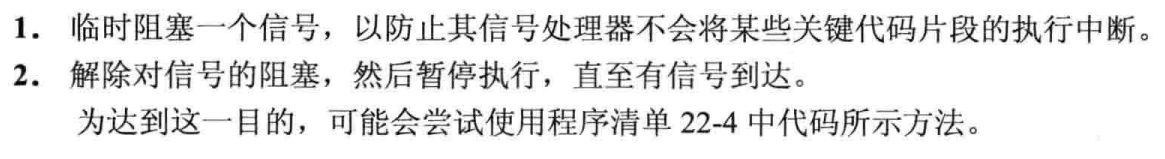 1. 临时阻塞一个信号，以防止其信号处理器不会将某些关键代码片段的执行中断。
2. 解除对信号的阻塞，然后暂停执行，直至有信号到达。
为达到这一目的，可能会尝试使用程序清单 22-4 中代码所示方法。